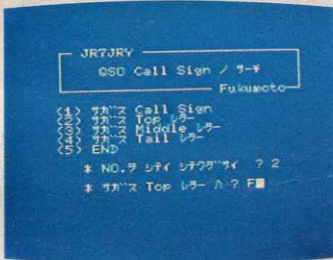 JR7JRY
QSO Call Sign ノ サーチ
Fukumoto
(1) サガス Call Sign
(2) サガス Top レター
(3) サガス Middle レター
(4) サガス Tail レター
(5) END
* NO.ヲ シテイ シテクダサイ ? 2
* サガス Top レター ハ ? F